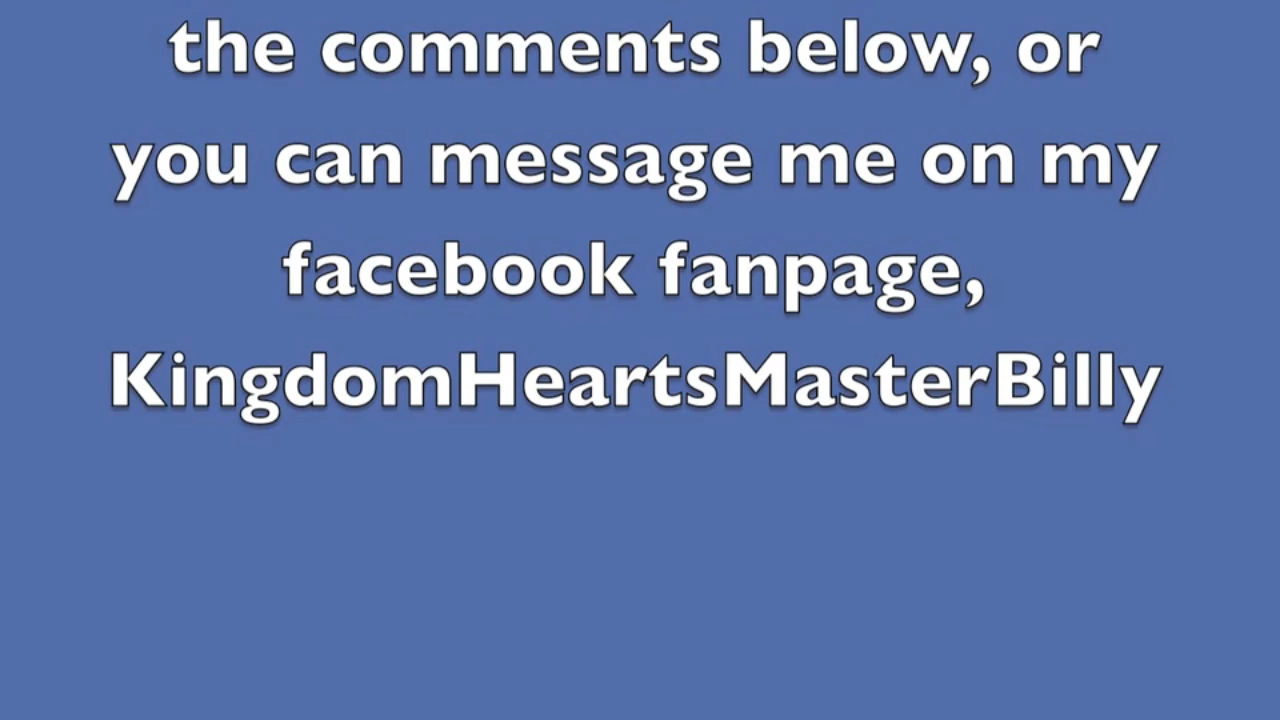 the comments below, or
you can message me on my
facebook fanpage,
KingdomHeartsMasterBilly